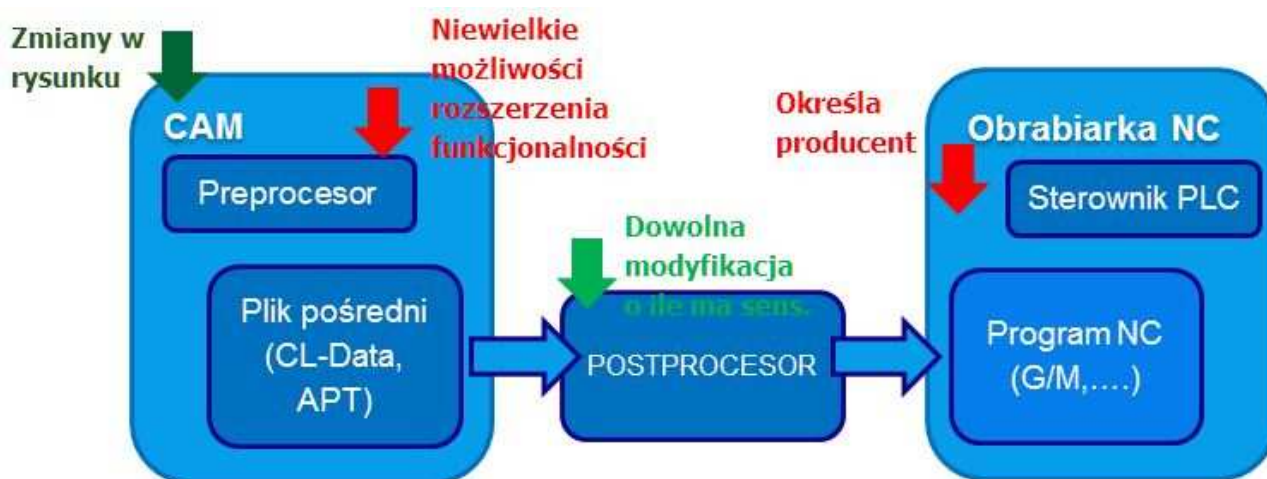 Zmiany w
rysunku
Niewielkie
możliwości
rozszerzenia
funkcjonalności
CAM
Preprocesor
Plik pośredni
(CL-Data,
APT)
Dowolna
modyfikacja
o ile ma sens.
POSTPROCESOR
Określa
producent
Obrabiarka NC
Sterownik PLC
Program NC
(G/M,....)